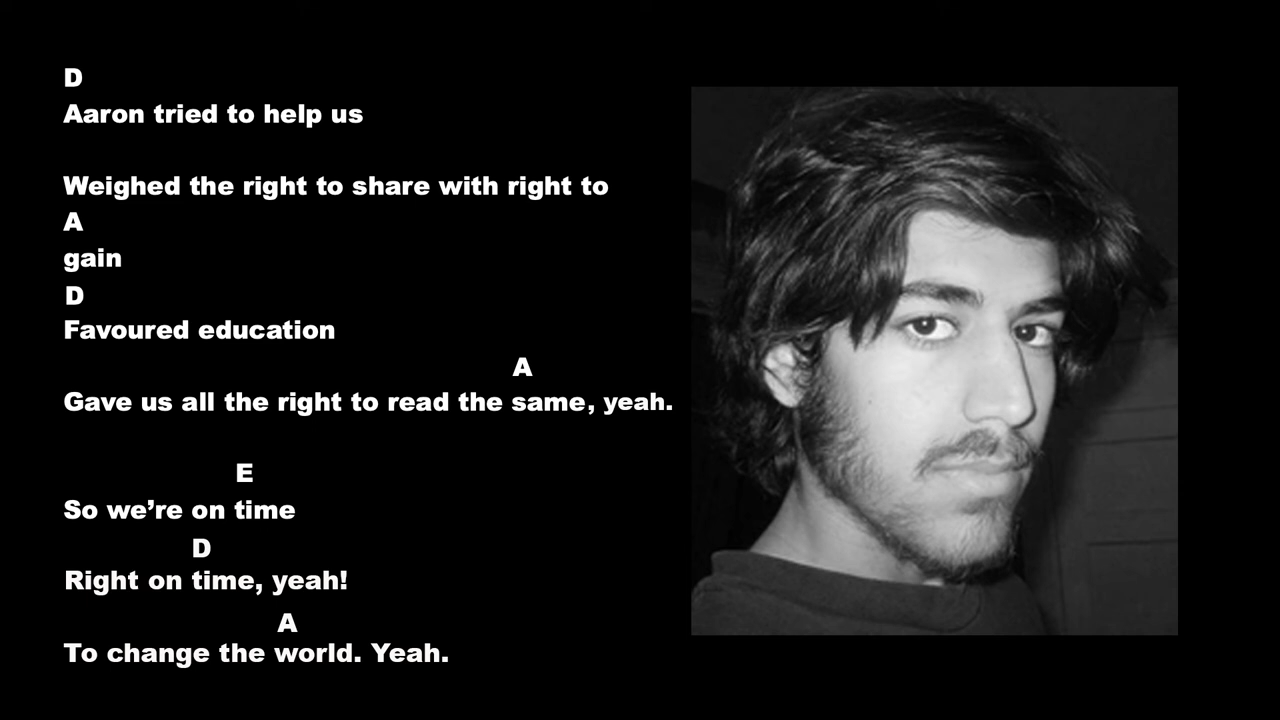 D
Aaron tried to help us
Weighed the right to share with right to
A
gain
D
Favoured education
A
Gave us all the right to read the same, yeah.
E
So we’re on time
D
Right on time, yeah!
A
To change the world. Yeah.